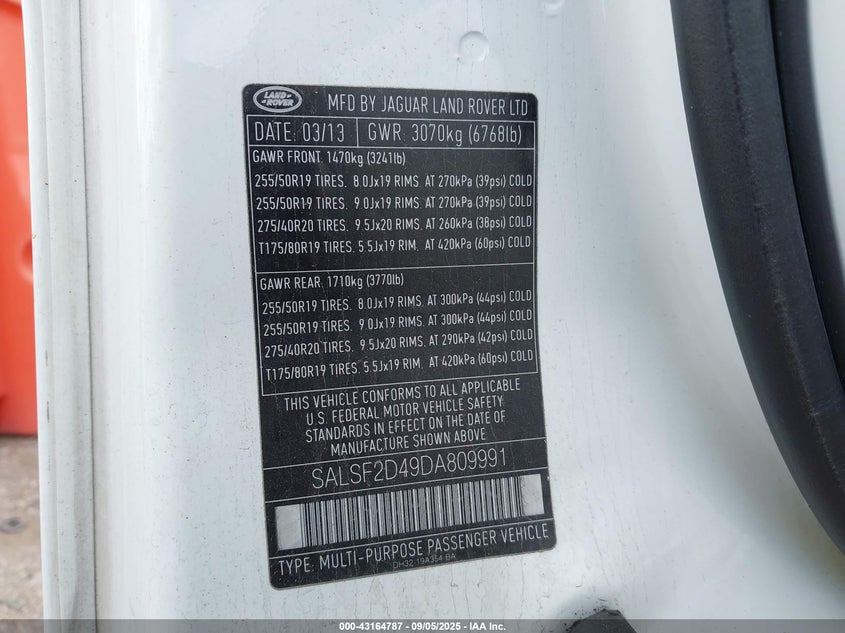 LAND ROVER
MFD BY JAGUAR LAND ROVER LTD
DATE: 03/13 GWR: 3070kg (6768lb)
GAWR FRONT. 1470kg (3241lb)
255/50R19 TIRES. 8.0Jx19 RIMS. AT 270kPa (39psi) COLD
255/50R19 TIRES. 9.0Jx19 RIMS. AT 270kPa (39psi) COLD
275/40R20 TIRES. 9.5Jx20 RIMS. AT 260kPa (38psi) COLD
T175/80R19 TIRES. 5.5Jx19 RIM. AT 420kPa (60psi) COLD
GAWR REAR. 1710kg (3770lb)
255/50R19 TIRES. 8.0Jx19 RIMS. AT 300kPa (44psi) COLD
255/50R19 TIRES. 9.0Jx19 RIMS. AT 300kPa (44psi) COLD
275/40R20 TIRES. 9.5Jx20 RIMS. AT 290kPa (42psi) COLD
T175/80R19 TIRES. 5.5Jx19 RIM. AT 420kPa (60psi) COLD
THIS VEHICLE CONFORMS TO ALL APPLICABLE
U.S. FEDERAL MOTOR VEHICLE SAFETY
STANDARDS IN EFFECT ON THE DATE OF
MANUFACTURE SHOWN ABOVE
SALSF2D49DA809991
TYPE: MULTI-PURPOSE PASSENGER VEHICLE
DH32 19A354 BA
000-43164787 - 09/05/2025 - IAA Inc.